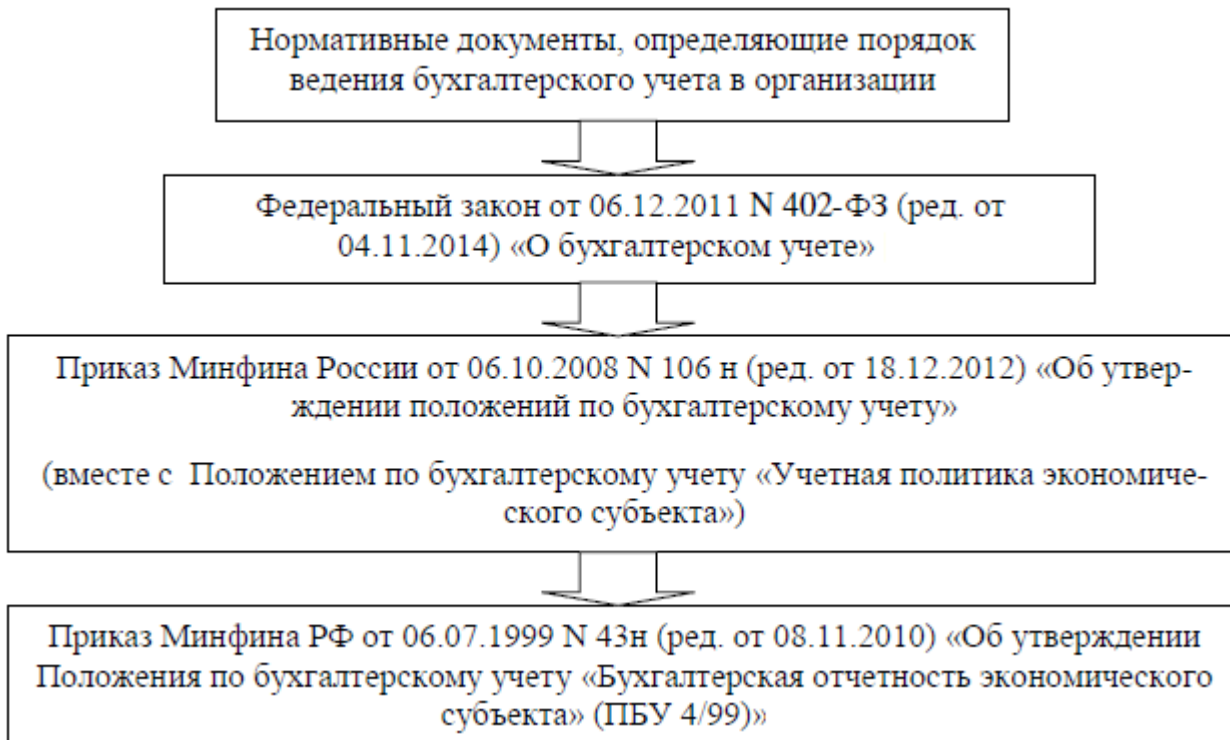 Нормативные документы, определяющие порядок
ведения бухгалтерского учета в организации
Федеральный закон от 06.12.2011 N 402-ФЗ (ред. от
04.11.2014) «О бухгалтерском учете»
Приказ Минфина России от 06.10.2008 N 106 н (ред. от 18.12.2012) «Об утвер-
ждении положений по бухгалтерскому учету»
(вместе с Положением по бухгалтерскому учету «Учетная политика экономиче-
ского субъекта»)
Приказ Минфина РФ от 06.07.1999 N 43н (ред. от 08.11.2010) «Об утверждении
Положения по бухгалтерскому учету «Бухгалтерская отчетность экономического
субъекта» (ПБУ 4/99)»